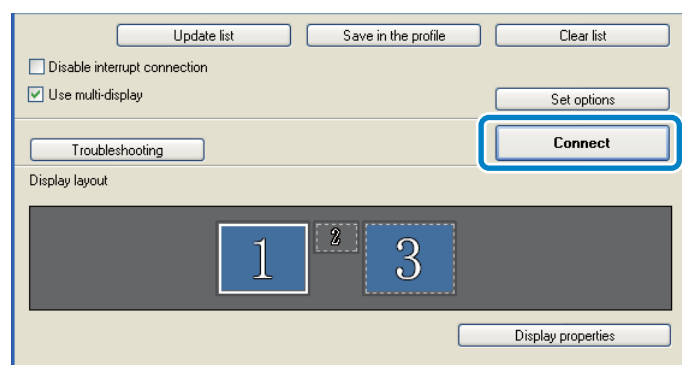 Update list Save in the profile Clear list
Disable interrupt connection
Use multi-display
Set options
Connect
Troubleshooting
Display layout
1 2 3
Display properties